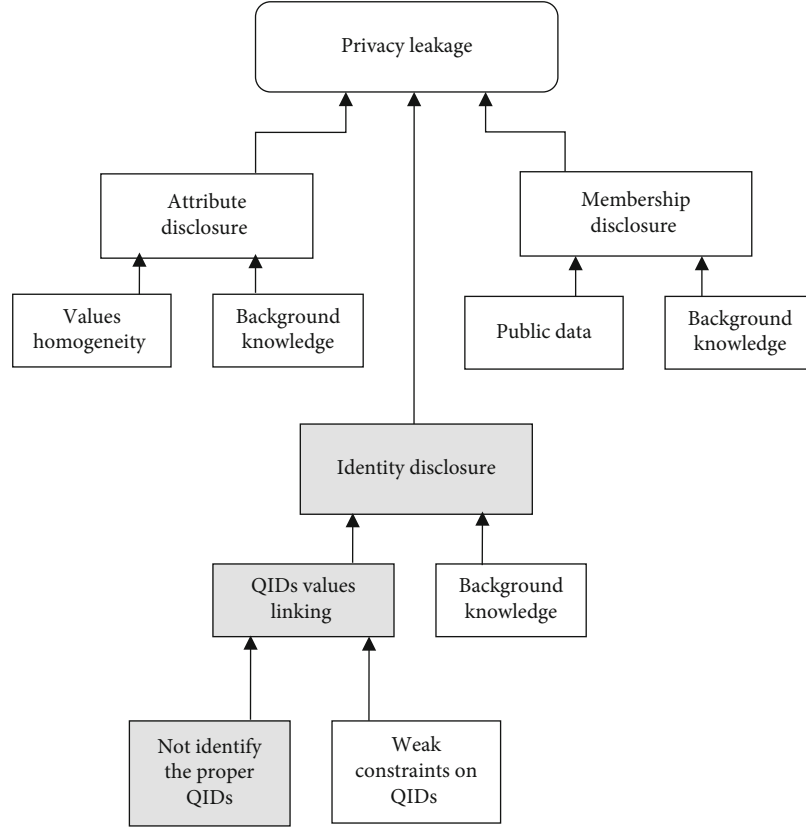 Privacy leakage
Attribute
disclosure
Membership
disclosure
Values
homogeneity
Background
knowledge
Public data
Background
knowledge
Identity disclosure
QIDs values
linking
Background
knowledge
Not identify
the proper
QIDs
Weak
constraints on
QIDs